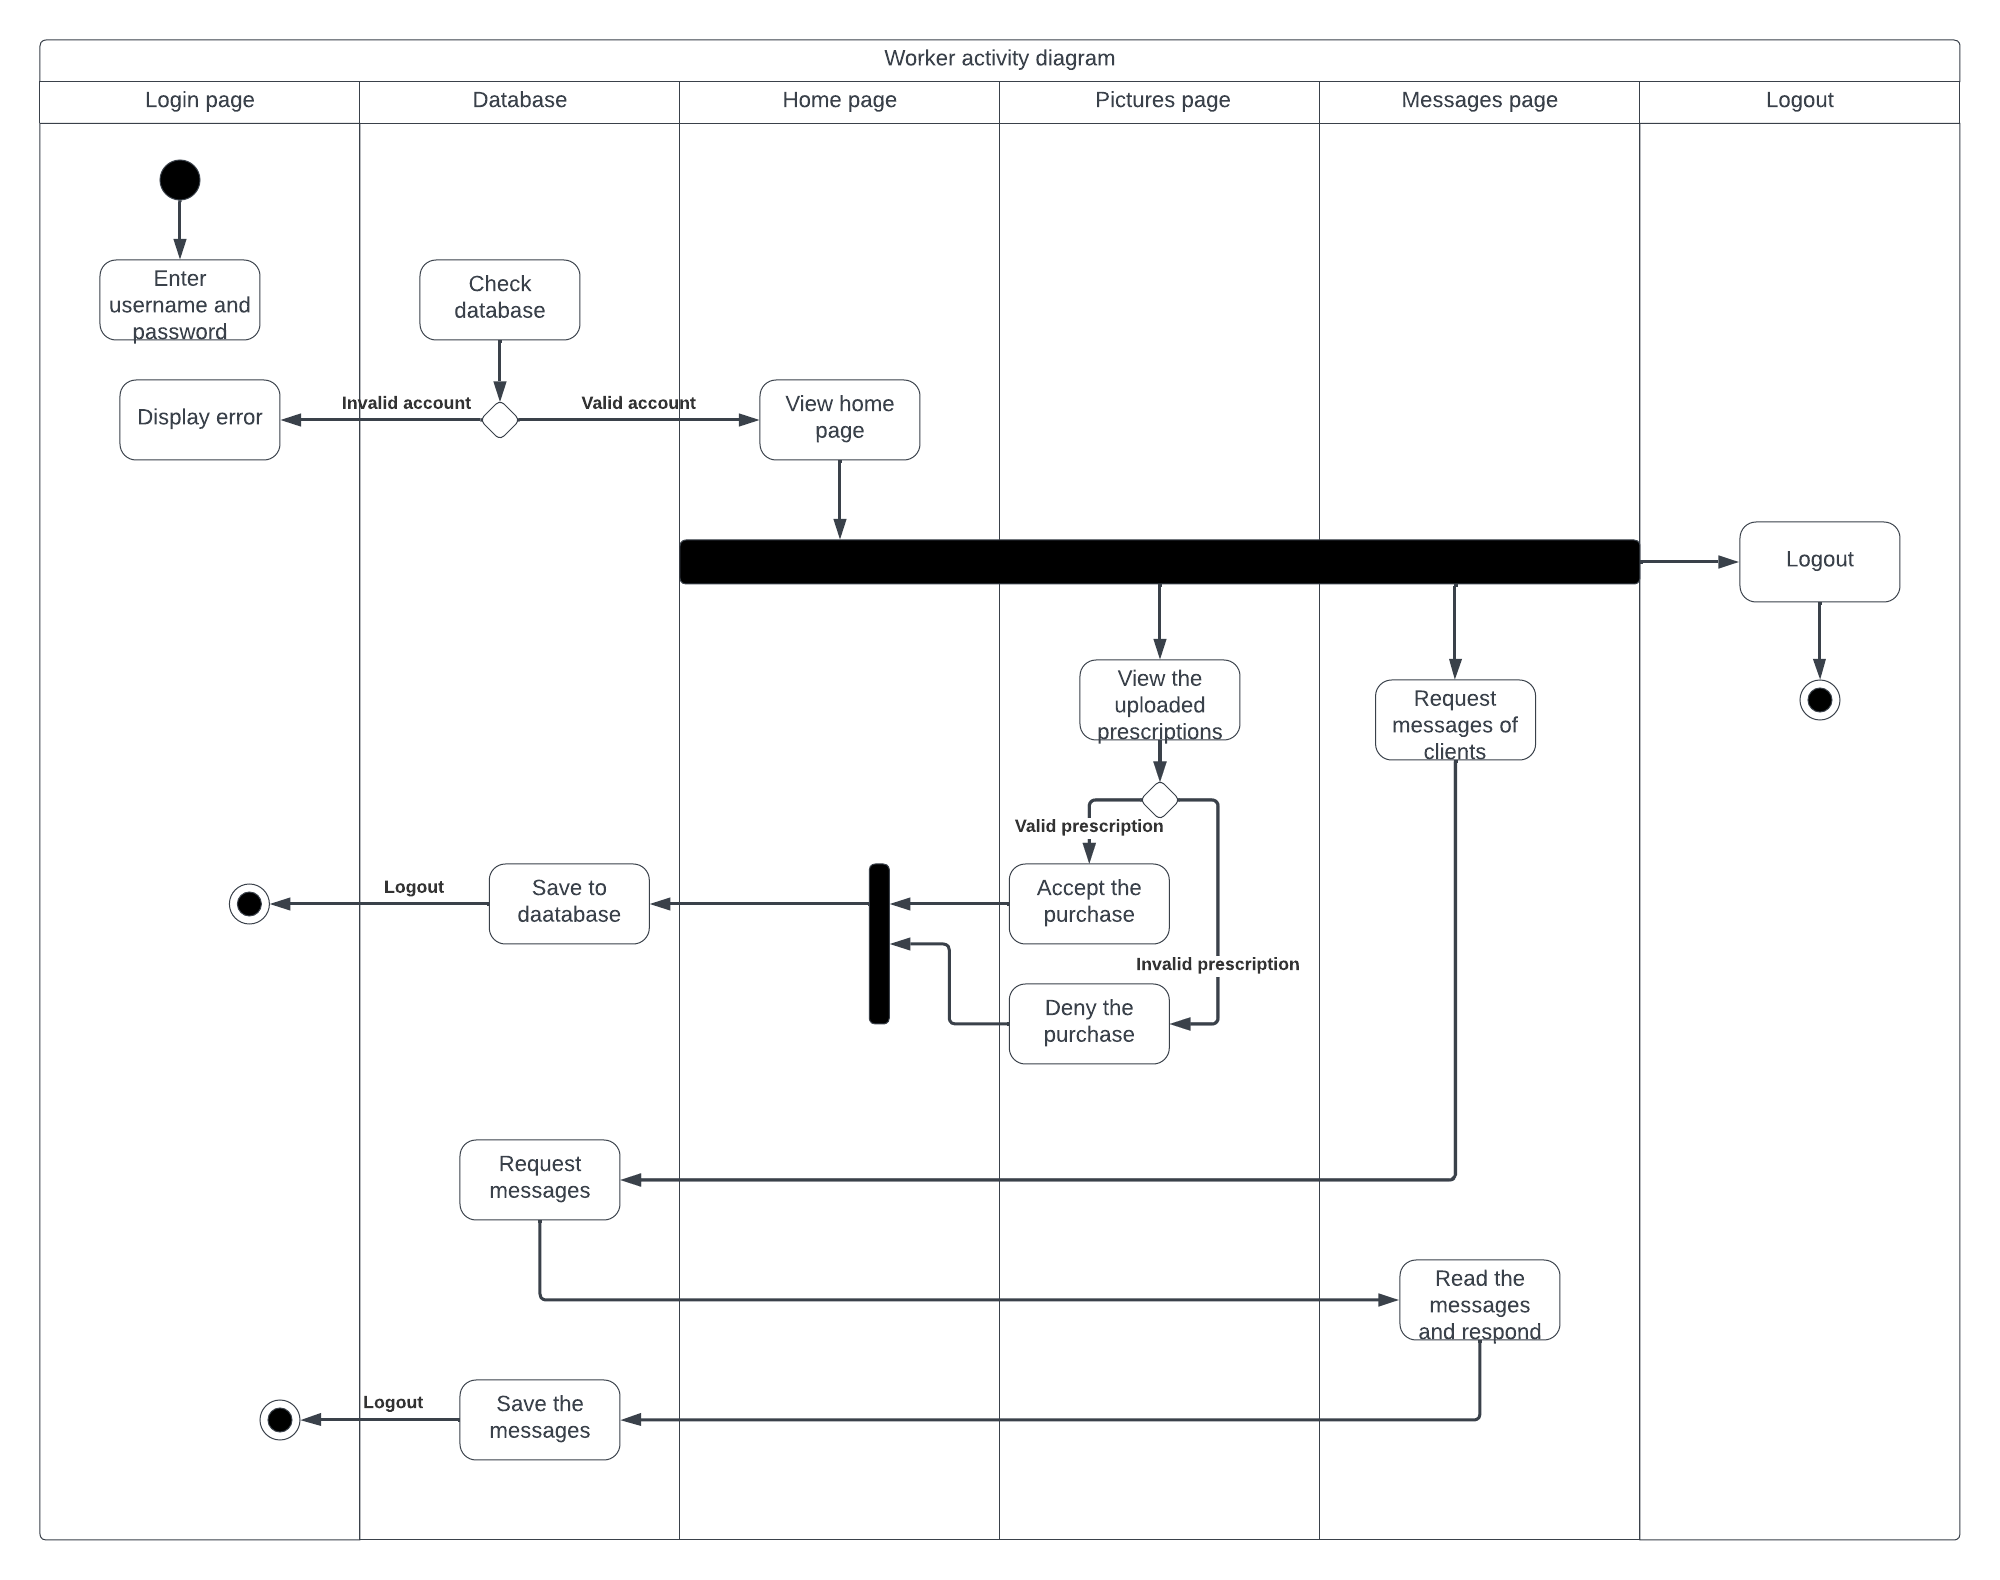 Worker activity diagram
Login page
Database
Home page
Pictures page
Messages page
Logout
Enter
username and
password
Check
database
Display error
Invalid account
Valid account
View home
page
Logout
View the
uploaded
prescriptions
Request
messages of
clients
Valid prescription
Logout
Save to
daatabase
Accept the
purchase
Invalid prescription
Deny the
purchase
Request
messages
Read the
messages
and respond
Logout
Save the
messages